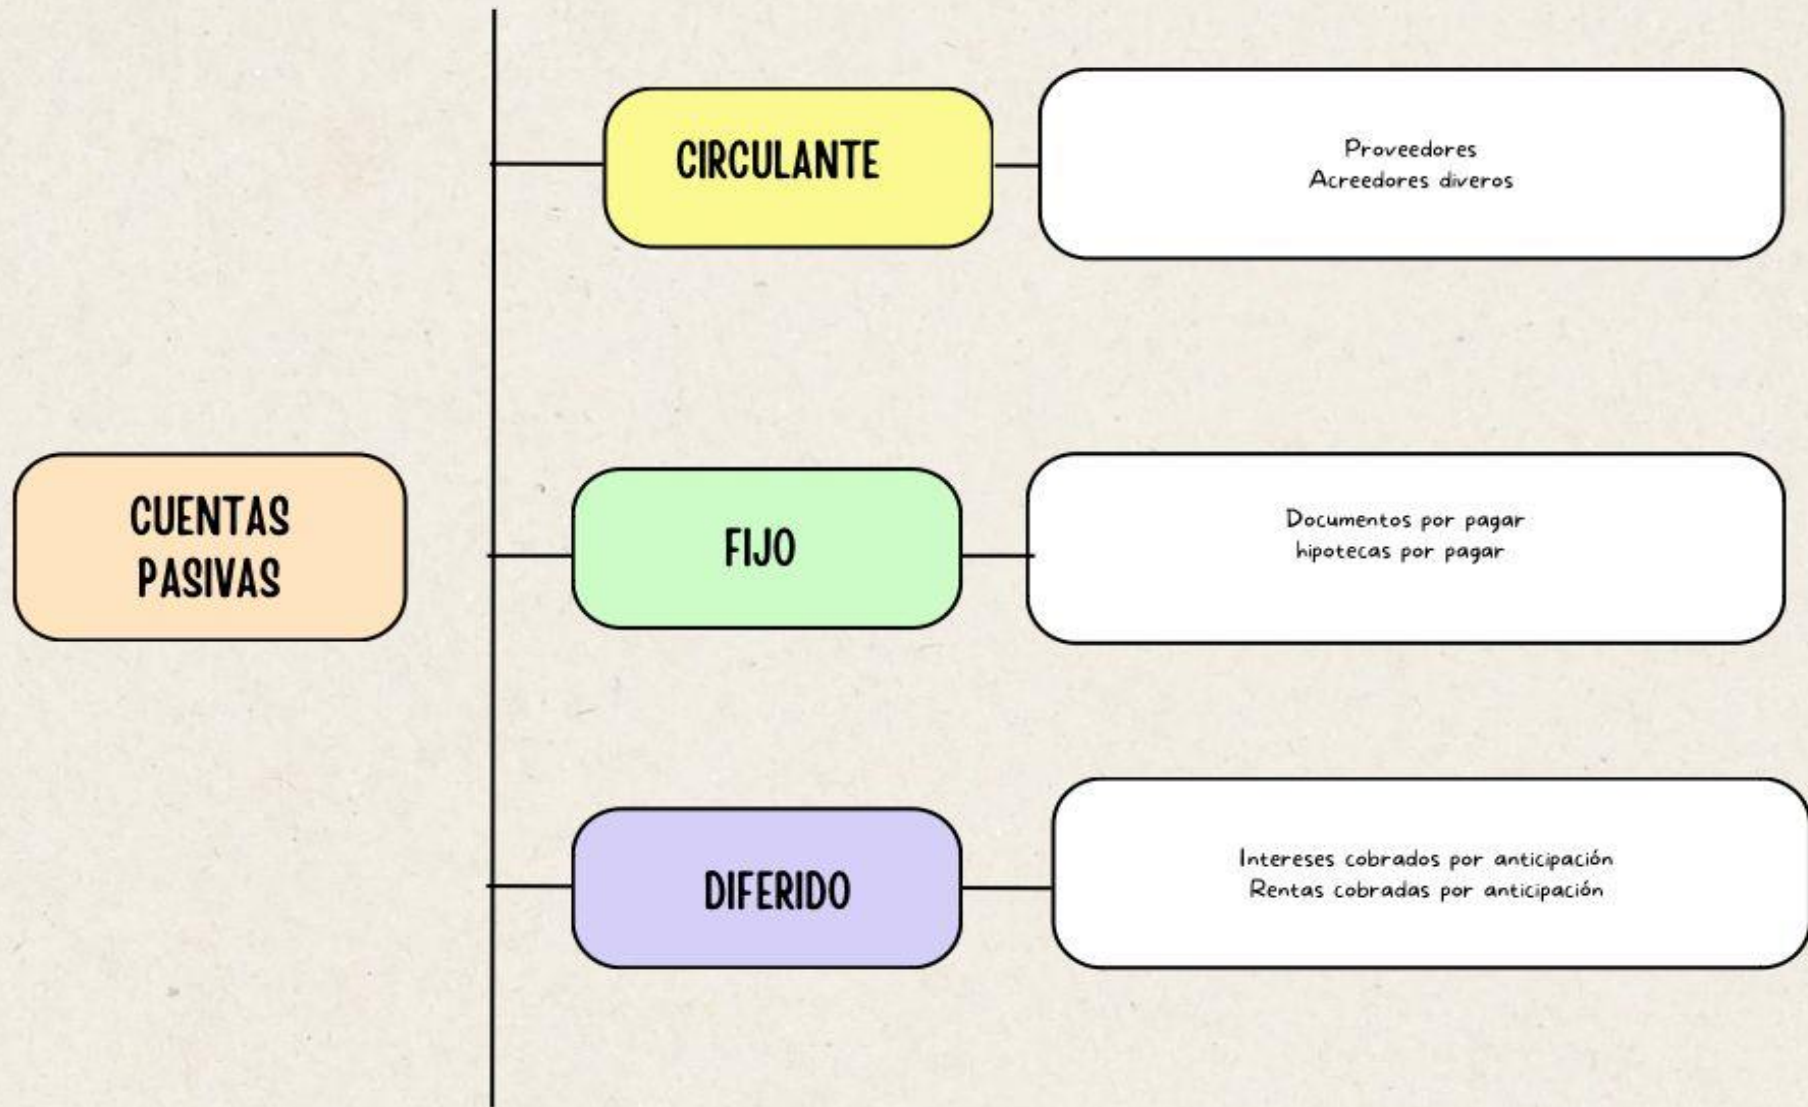 CUENTAS
PASIVAS
CIRCULANTE
Proveedores
Acreedores diveros
FIJO
Documentos por pagar
hipotecas por pagar
DIFERIDO
Intereses cobrados por anticipación
Rentas cobradas por anticipación